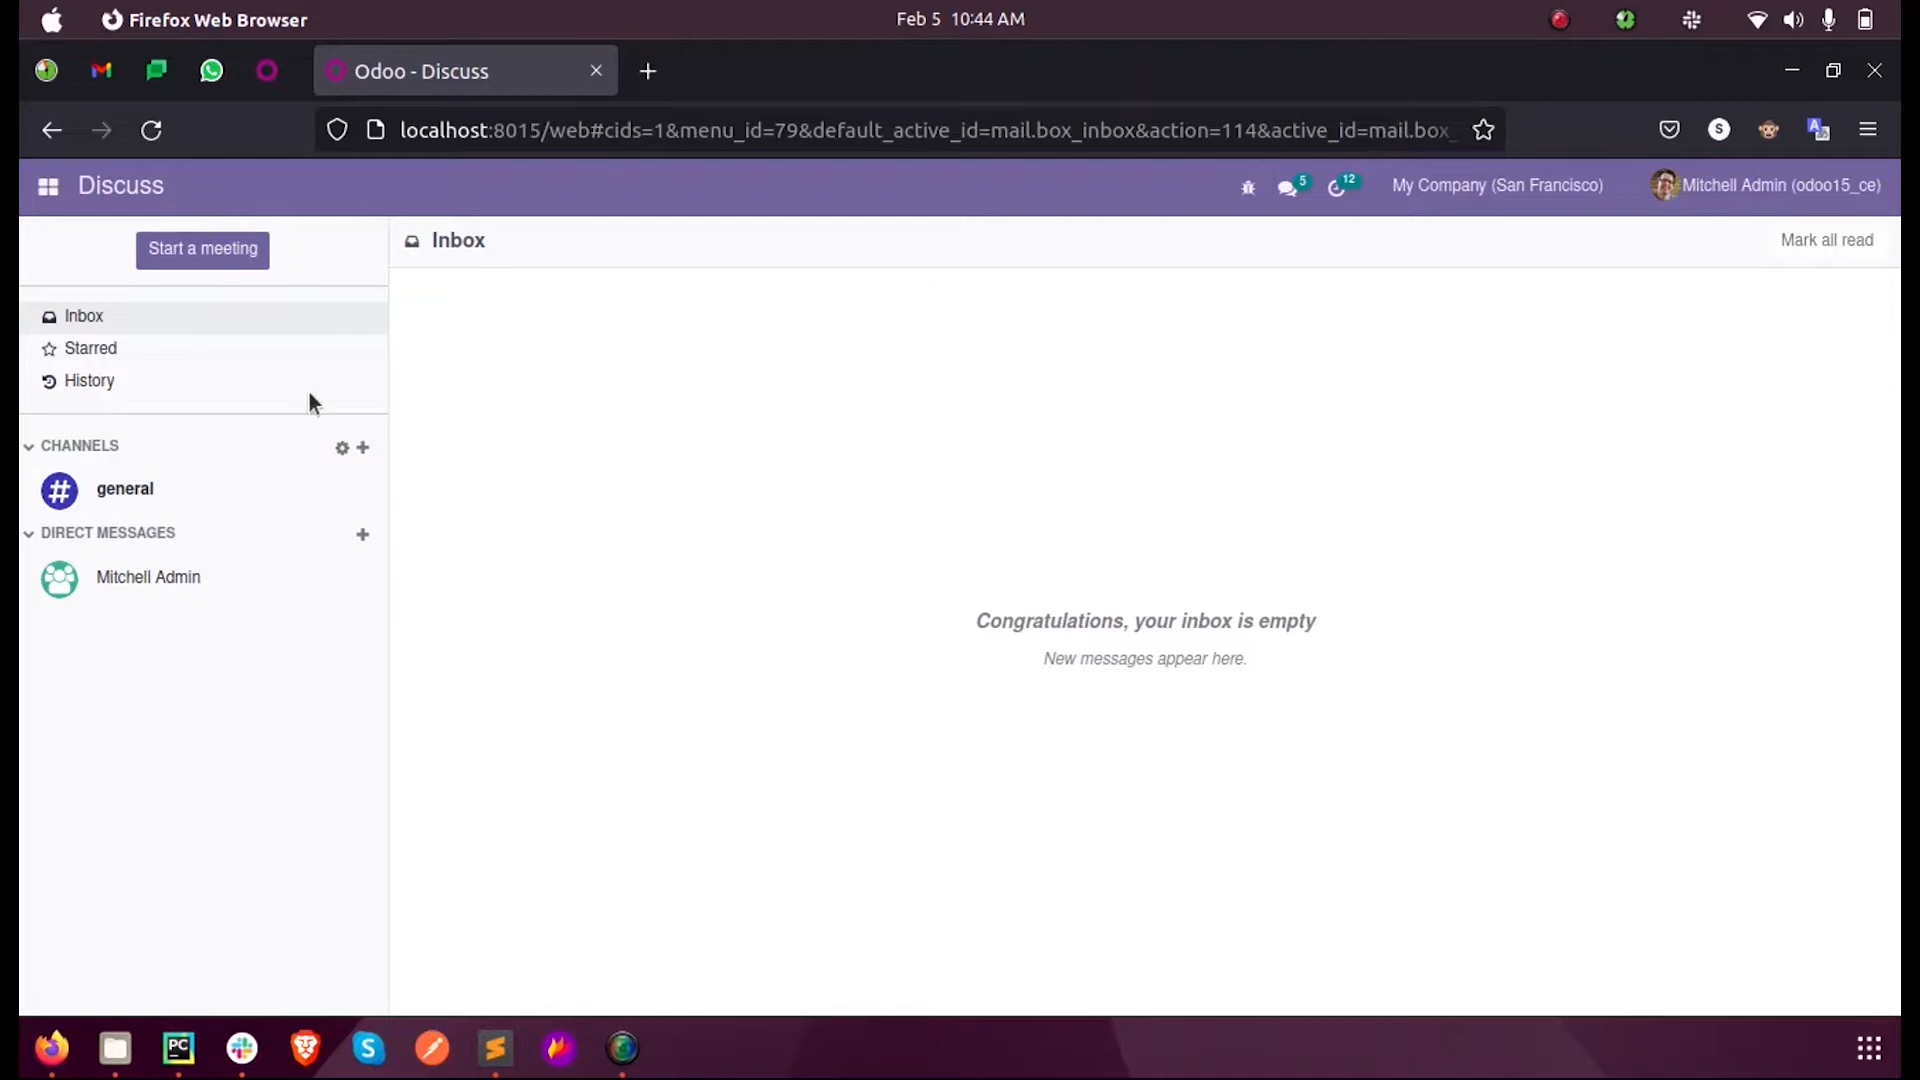 Firefox Web Browser
Feb 5 10:44 AM
Odoo - Discuss
localhost:8015/web#cids=1&menu_id=79&default_active_id=mail.box_inbox&action=114&active_id=mail.box_
S
Discuss
5
12
My Company (San Francisco)
Mitchell Admin (odoo15_ce)
Start a meeting
Inbox
Mark all read
Inbox
Starred
History
CHANNELS
general
DIRECT MESSAGES
Mitchell Admin
Congratulations, your inbox is empty
New messages appear here.
PC
S